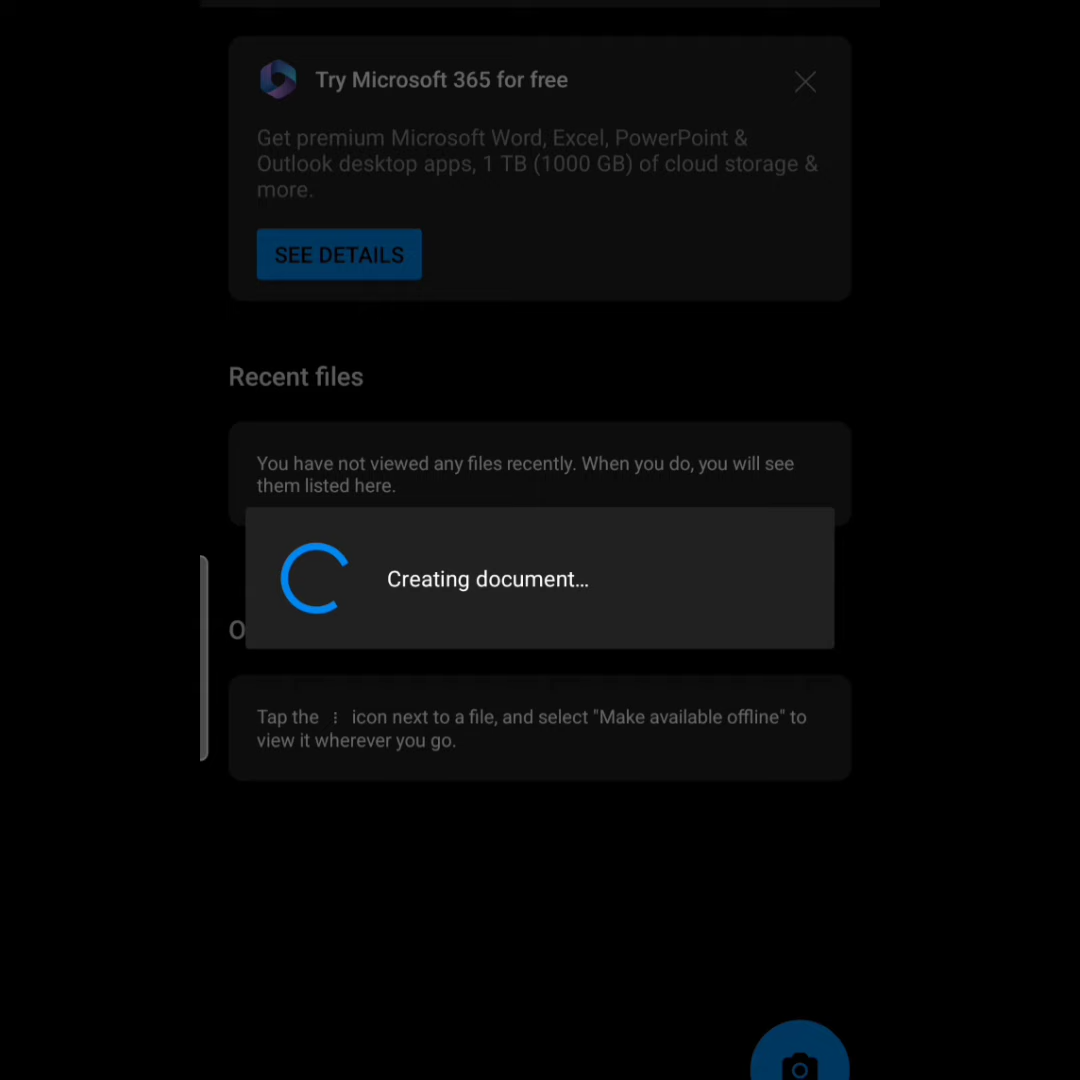 Try Microsoft 365 for free
Get premium Microsoft Word, Excel, PowerPoint &
Outlook desktop apps, 1 TB (1000 GB) of cloud storage &
more.
SEE DETAILS
Recent files
You have not viewed any files recently. When you do, you will see
them listed here.
Creating document...
O
Tap the ⋮ icon next to a file, and select "Make available offline" to
view it wherever you go.